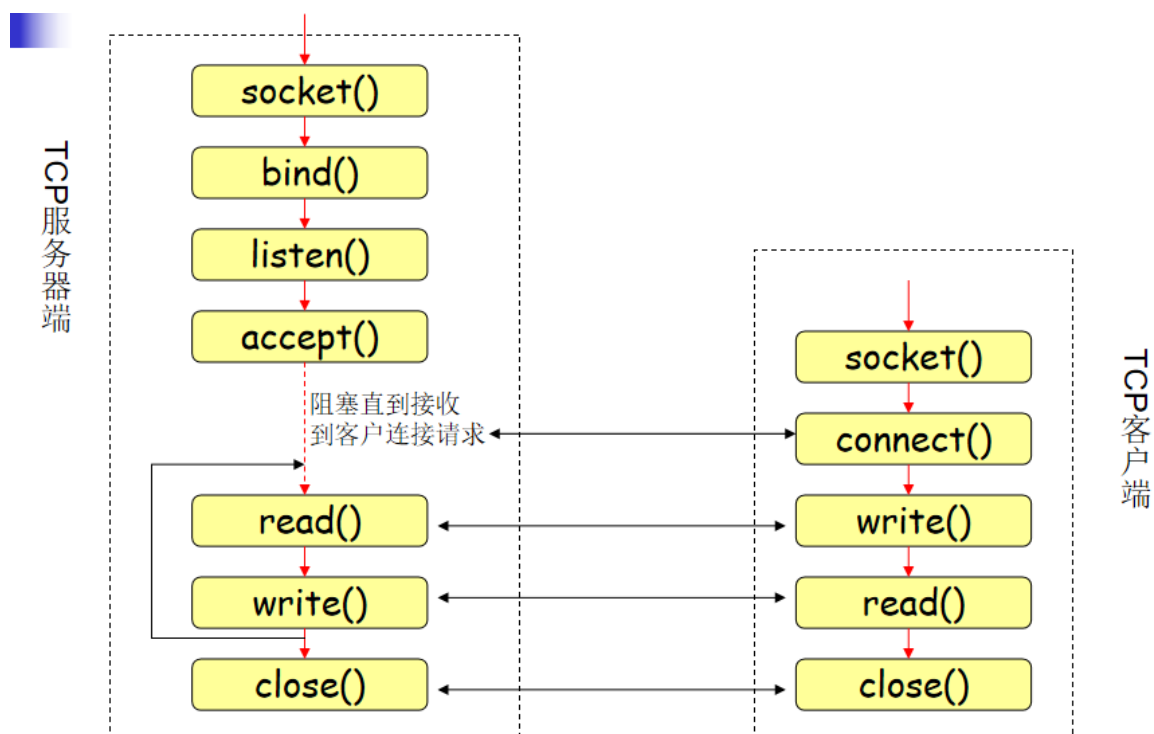 TCP服务器端
socket()
bind()
listen()
accept()
阻塞直到接收
到客户连接请求
read()
write()
close()
socket()
connect()
write()
read()
close()
TCP客户端